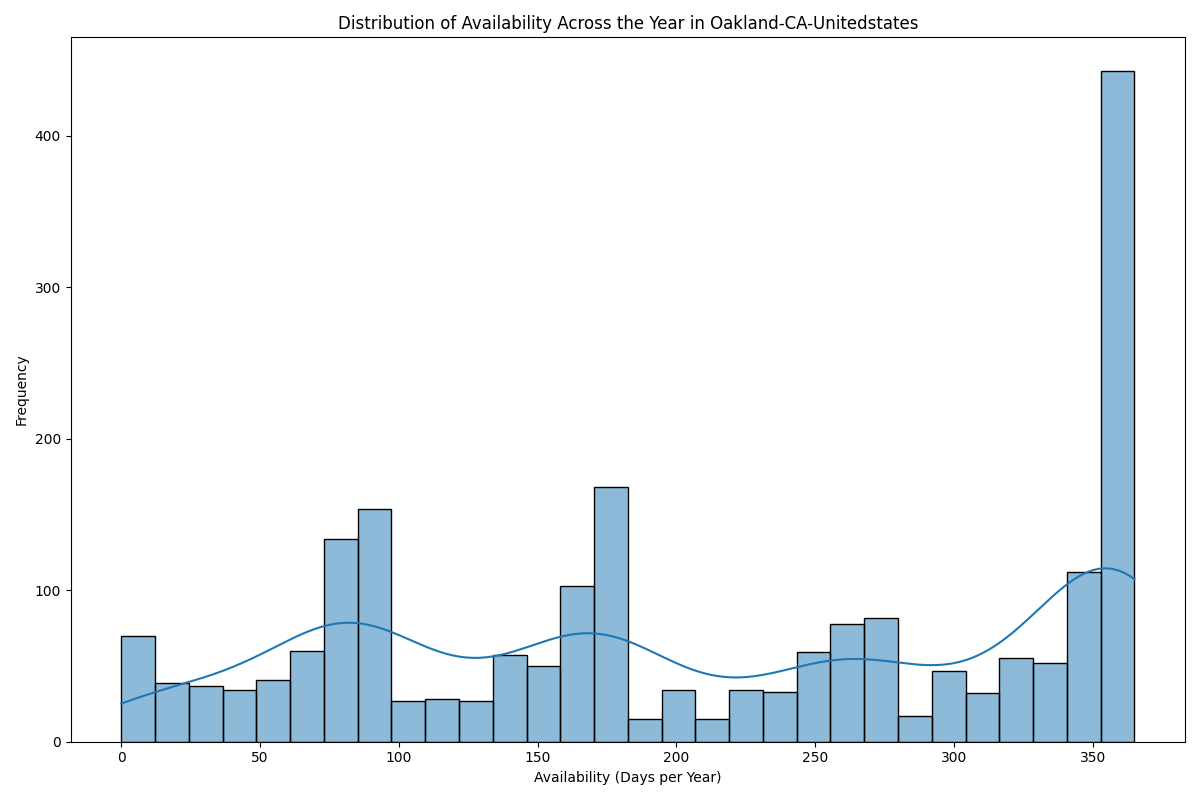 Distribution of Availability Across the Year in Oakland-CA-Unitedstates
Frequency
400
300
200
100
0
0 50 100 150 200 250 300 350
Availability (Days per Year)